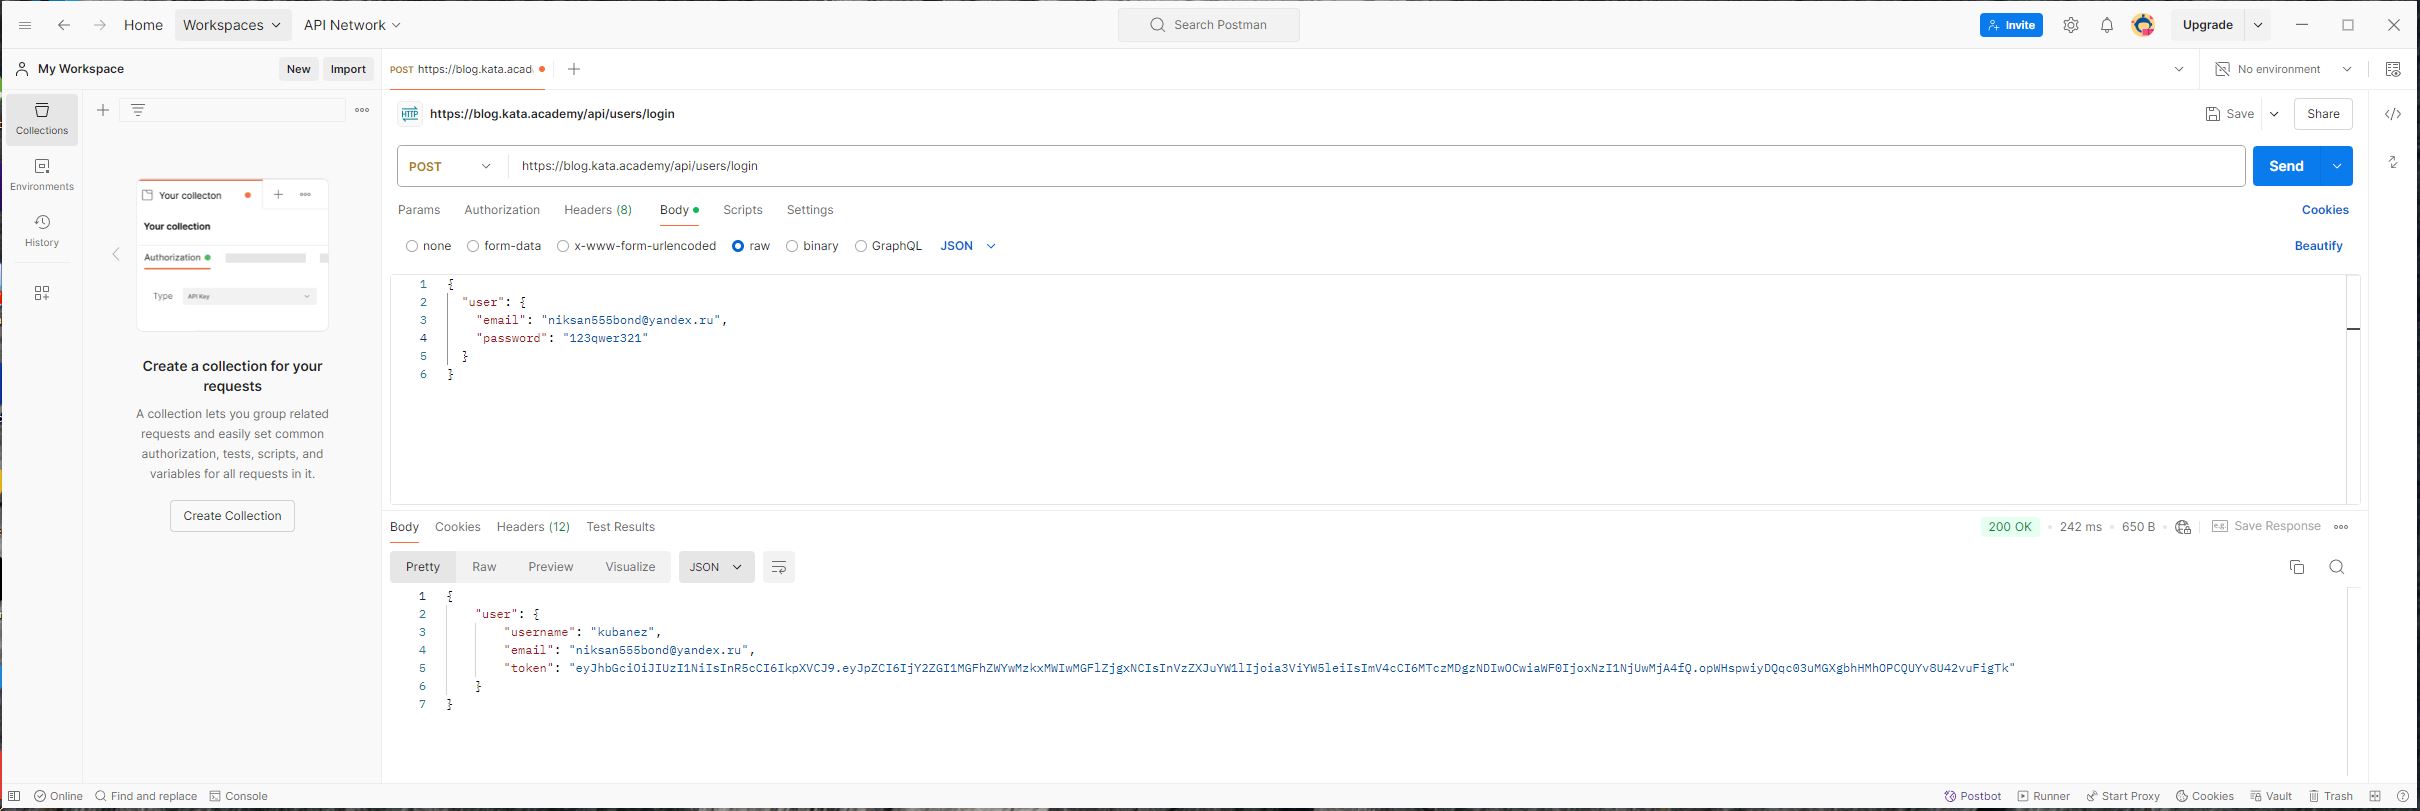 Home Workspaces API Network Search Postman Invite Upgrade
My Workspace New Import POST https://blog.kata.acad No environment
Collections
Environments
History
Your collecton
Your collection
Authorization
Type API Key
Create a collection for your
requests
A collection lets you group related
requests and easily set common
authorization, tests, scripts, and
variables for all requests in it.
Create Collection
HTTP https://blog.kata.academy/api/users/login Save Share
POST https://blog.kata.academy/api/users/login Send
Params Authorization Headers (8) Body Scripts Settings Cookies
none form-data x-www-form-urlencoded raw binary GraphQL JSON Beautify
1 {
2 "user": {
3 "email": "niksan555bond@yandex.ru",
4 "password": "123qwer321"
5 }
6 }
Body Cookies Headers (12) Test Results 200 OK 242 ms 650 B e.g. Save Response
Pretty Raw Preview Visualize JSON
1 {
2 "user": {
3 "username": "kubanez",
4 "email": "niksan555bond@yandex.ru",
5 "token": "eyJhbGciOiJIUzI1NiIsInR5cCI6IkpXVCJ9.eyJpZCI6IjY2ZGI1MGFhZWYwMzkxMWIwMGFlZjgxNCIsInVzZXJuYW1lIjoia3ViYW5leiIsImV4cCI6MTczMDgzNDIwOCwiaWF0IjoxNzI1NjUwMjA4fQ.opWHspwiyDQqc03uMGXgbhHMhOPCQUYv8U42vuFigTk"
6 }
7 }
Online Find and replace Console Postbot Runner Start Proxy Cookies Vault Trash